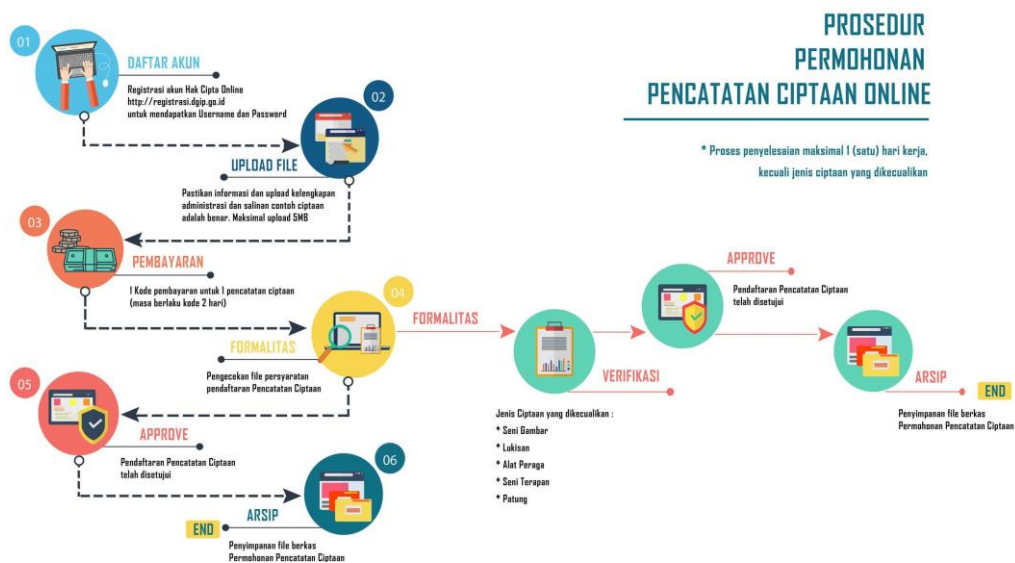 PROSEDUR
PERMOHONAN
PENCATATAN CIPTAAN ONLINE
* Proses penyelesaian maksimal 1 (satu) hari kerja,
kecuali jenis ciptaan yang dikecualikan
01
DAFTAR AKUN
Registrasi akun Hak Cipta Online
http://registrasi.dgip.go.id
untuk mendapatkan Username dan Password
02
UPLOAD FILE
Pastikan informasi dan upload kelengkapan
administrasi dan salinan contoh ciptaan
adalah benar. Maksimal upload 5MB
03
PEMBAYARAN
1 Kode pembayaran untuk 1 pencatatan ciptaan
(masa berlaku kode 2 hari)
04
FORMALITAS
Pengecekan file persyaratan
pendaftaran Pencatatan Ciptaan
05
APPROVE
Pendaftaran Pencatatan Ciptaan
telah disetujui
06
ARSIP
END
Penyimpanan file berkas
Permohonan Pencatatan Ciptaan
FORMALITAS
VERIFIKASI
Jenis Ciptaan yang dikecualikan :
* Seni Gambar
* Lukisan
* Alat Peraga
* Seni Terapan
* Patung
APPROVE
Pendaftaran Pencatatan Ciptaan
telah disetujui
ARSIP
END
Penyimpanan file berkas
Permohonan Pencatatan Ciptaan